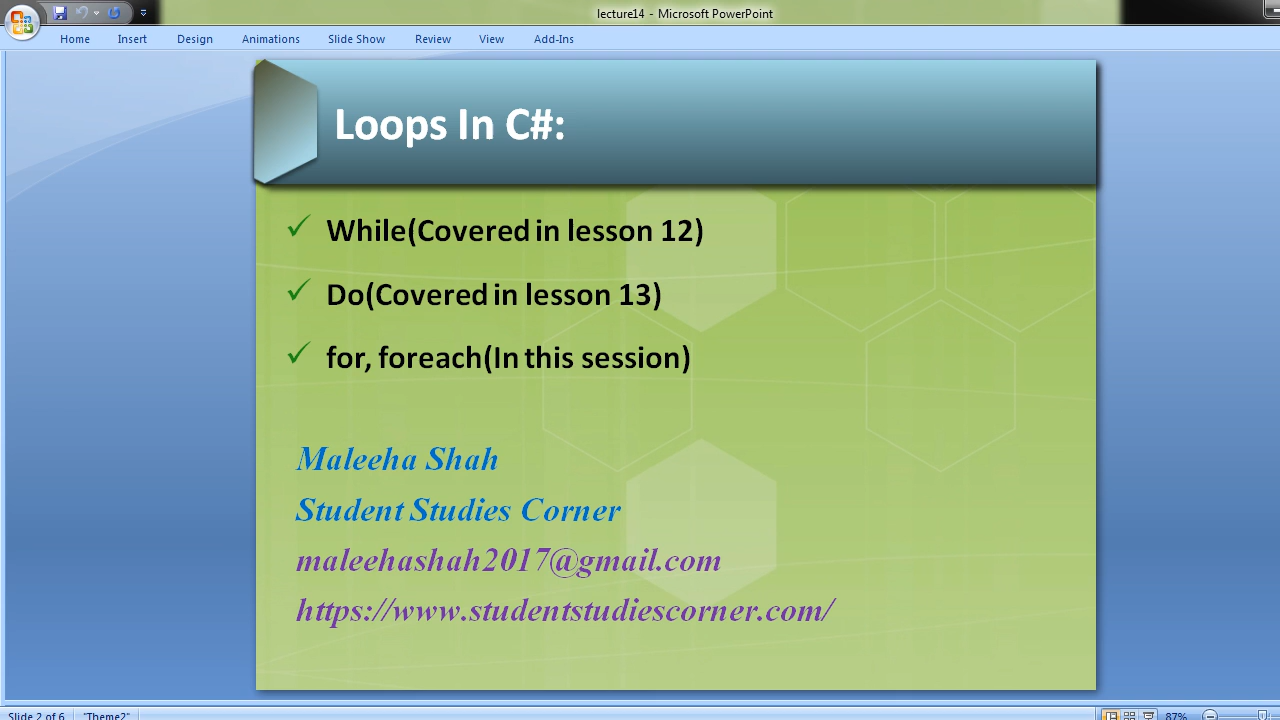 lecture14 - Microsoft PowerPoint
Home Insert Design Animations Slide Show Review View Add-Ins
Loops In C#:
While(Covered in lesson 12)
Do(Covered in lesson 13)
for, foreach(In this session)
Maleeha Shah
Student Studies Corner
maleehashah2017@gmail.com
https://www.studentstudiescorner.com/
Slide 2 of 6 "Theme2" 87%